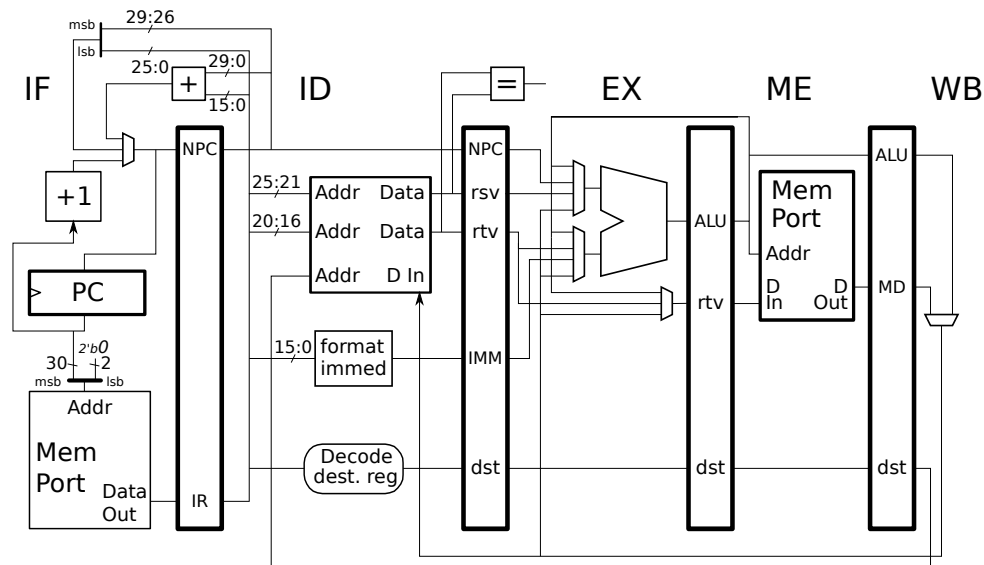 29:26
msb
lsb
25:0
+
29:0
15:0
=
IF
ID
EX
ME
WB
+1
PC
2'b0
30
2
msb
lsb
Addr
Mem
Port
Data
Out
NPC
IR
25:21
20:16
Addr
Data
Addr
Data
Addr
D In
15:0
format
immed
Decode
dest. reg
NPC
rsv
rtv
IMM
dst
ALU
rtv
dst
Mem
Port
Addr
D
In
D
Out
ALU
MD
dst